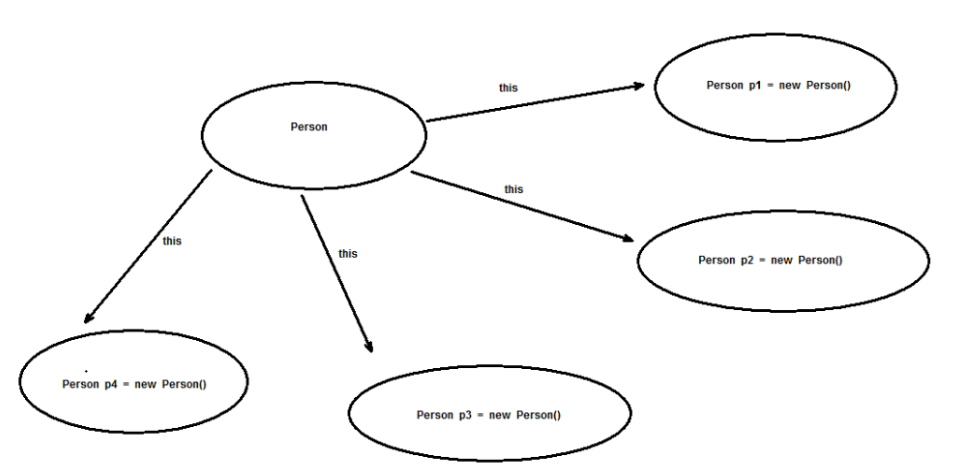 Person
this
Person p1 = new Person()
this
Person p2 = new Person()
this
Person p3 = new Person()
this
Person p4 = new Person()